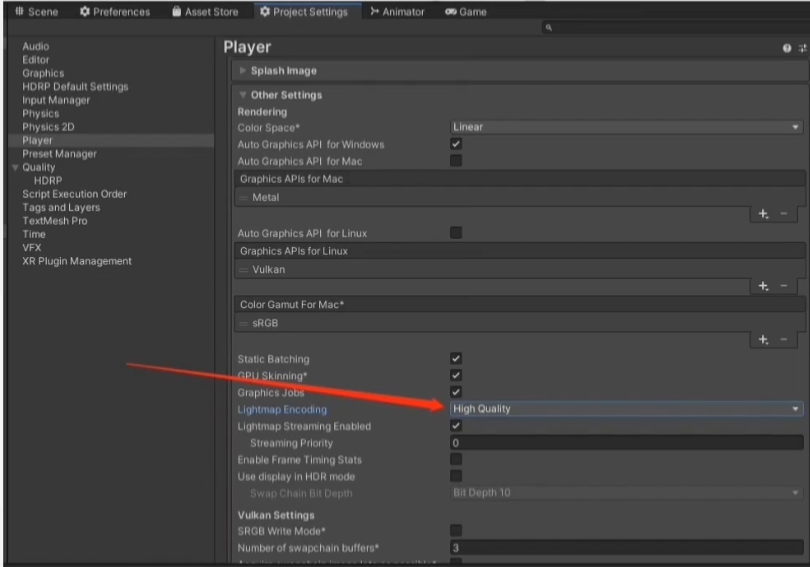 Scene Preferences Asset Store Project Settings Animator Game
Audio
Editor
Graphics
HDRP Default Settings
Input Manager
Physics
Physics 2D
Player
Preset Manager
Quality
HDRP
Script Execution Order
Tags and Layers
TextMesh Pro
Time
VFX
XR Plugin Management
Player
Splash Image
Other Settings
Rendering
Color Space* Linear
Auto Graphics API for Windows
Auto Graphics API for Mac
Graphics APIs for Mac
Metal
Auto Graphics API for Linux
Graphics APIs for Linux
Vulkan
Color Gamut For Mac*
sRGB
Static Batching
GPU Skinning*
Graphics Jobs
Lightmap Encoding High Quality
Lightmap Streaming Enabled
Streaming Priority 0
Enable Frame Timing Stats
Use display in HDR mode
Swap Chain Bit Depth Bit Depth 10
Vulkan Settings
SRGB Write Mode*
Number of swapchain buffers* 3